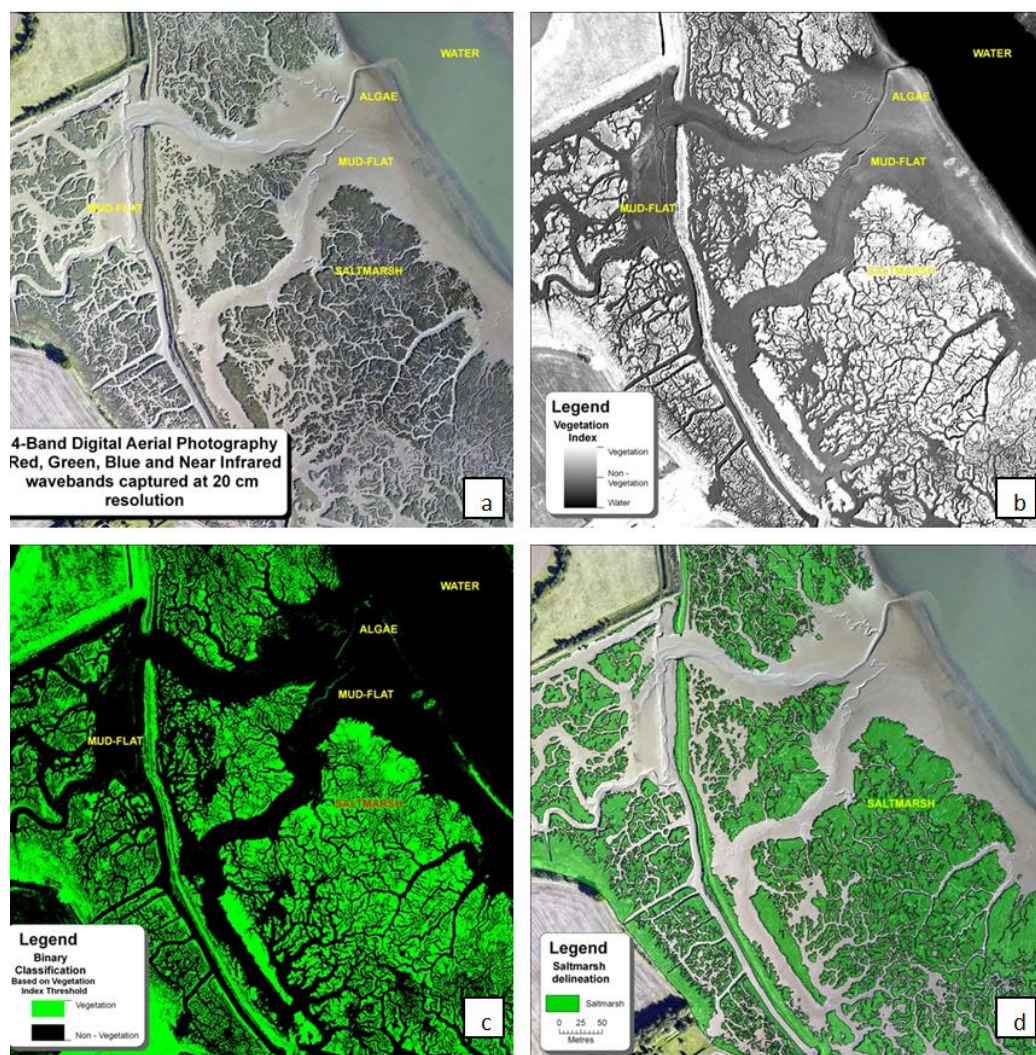 WATER
ALGAE
MUD-FLAT
MUD-FLAT
SALTMARSH
4-Band Digital Aerial Photography
Red, Green, Blue and Near Infrared
wavebands captured at 20 cm
resolution
a
WATER
ALGAE
MUD-FLAT
MUD-FLAT
SALTMARSH
Legend
Vegetation
Index
Vegetation
Non -
Vegetation
Water
b
WATER
ALGAE
MUD-FLAT
MUD-FLAT
SALTMARSH
Legend
Binary
Classification
Based on Vegetation
Index Threshold
Vegetation
Non - Vegetation
c
SALTMARSH
Legend
Saltmarsh
delineation
Saltmarsh
0 25 50
Metres
d